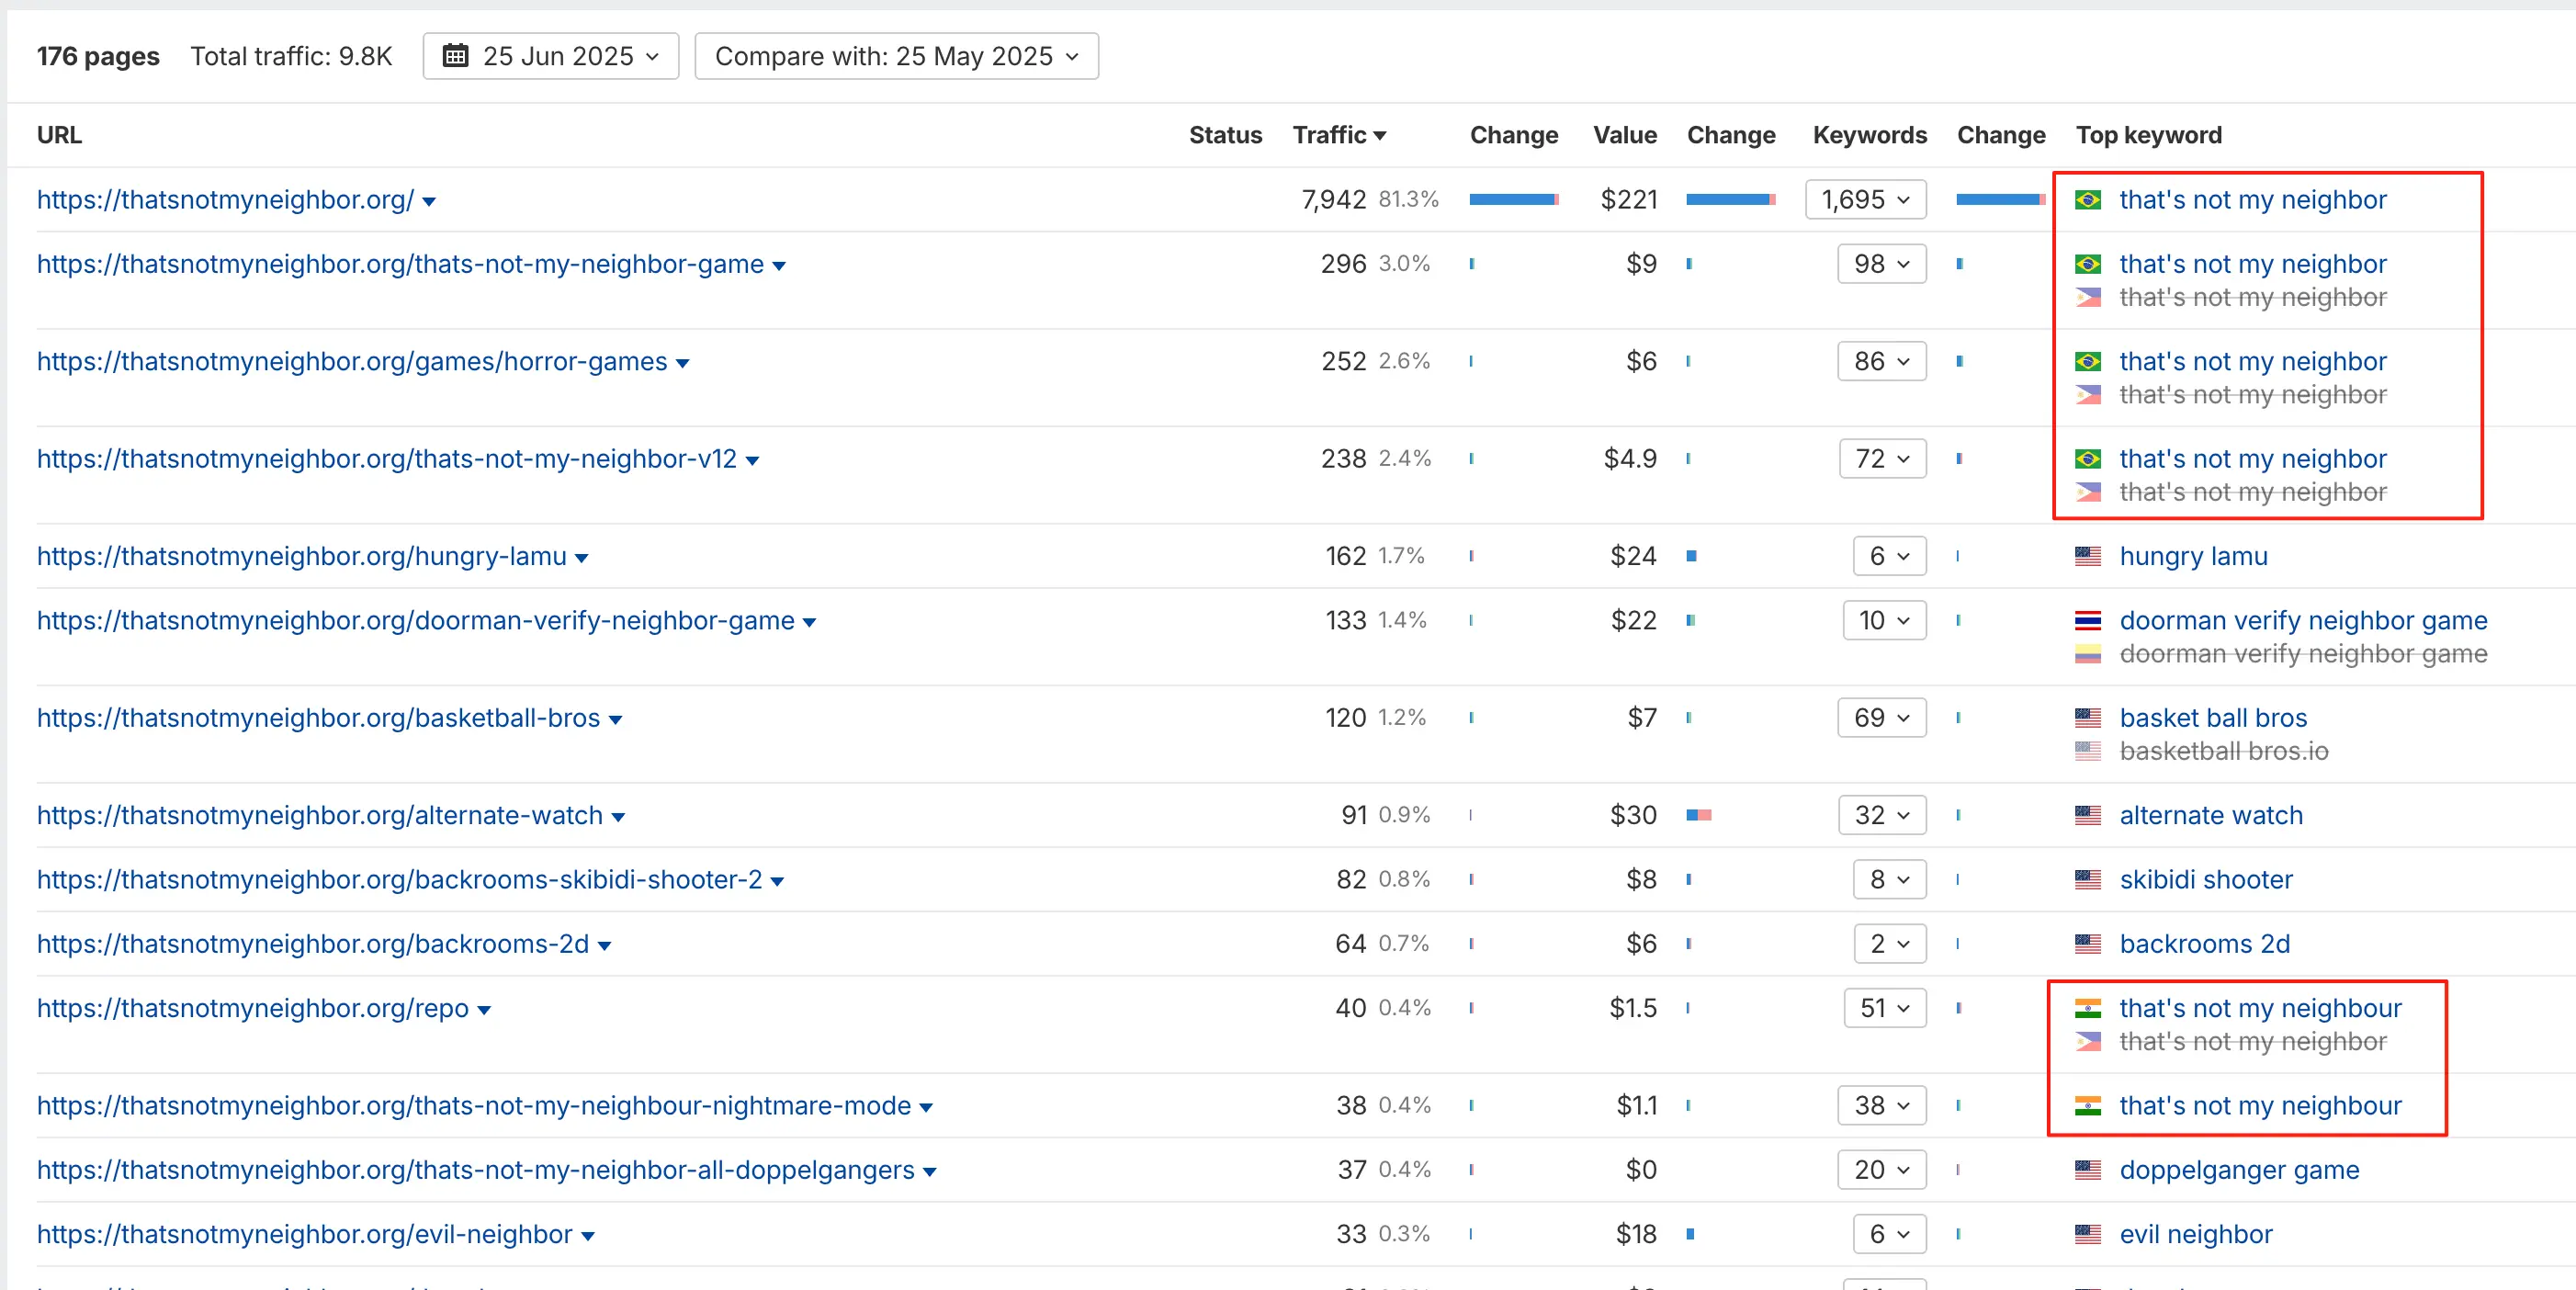 176 pages Total traffic: 9.8K 25 Jun 2025 Compare with: 25 May 2025
URL Status Traffic Change Value Change Keywords Change Top keyword
https://thatsnotmyneighbor.org/ 7,942 81.3% $221 1,695 that's not my neighbor
https://thatsnotmyneighbor.org/thats-not-my-neighbor-game 296 3.0% $9 98 that's not my neighbor
that's not my neighbor
https://thatsnotmyneighbor.org/games/horror-games 252 2.6% $6 86 that's not my neighbor
that's not my neighbor
https://thatsnotmyneighbor.org/thats-not-my-neighbor-v12 238 2.4% $4.9 72 that's not my neighbor
that's not my neighbor
https://thatsnotmyneighbor.org/hungry-lamu 162 1.7% $24 6 hungry lamu
https://thatsnotmyneighbor.org/doorman-verify-neighbor-game 133 1.4% $22 10 doorman verify neighbor game
doorman verify neighbor game
https://thatsnotmyneighbor.org/basketball-bros 120 1.2% $7 69 basket ball bros
basketball bros.io
https://thatsnotmyneighbor.org/alternate-watch 91 0.9% $30 32 alternate watch
https://thatsnotmyneighbor.org/backrooms-skibidi-shooter-2 82 0.8% $8 8 skibidi shooter
https://thatsnotmyneighbor.org/backrooms-2d 64 0.7% $6 2 backrooms 2d
https://thatsnotmyneighbor.org/repo 40 0.4% $1.5 51 that's not my neighbour
that's not my neighbor
https://thatsnotmyneighbor.org/thats-not-my-neighbour-nightmare-mode 38 0.4% $1.1 38 that's not my neighbour
https://thatsnotmyneighbor.org/thats-not-my-neighbor-all-doppelgangers 37 0.4% $0 20 doppelganger game
https://thatsnotmyneighbor.org/evil-neighbor 33 0.3% $18 6 evil neighbor